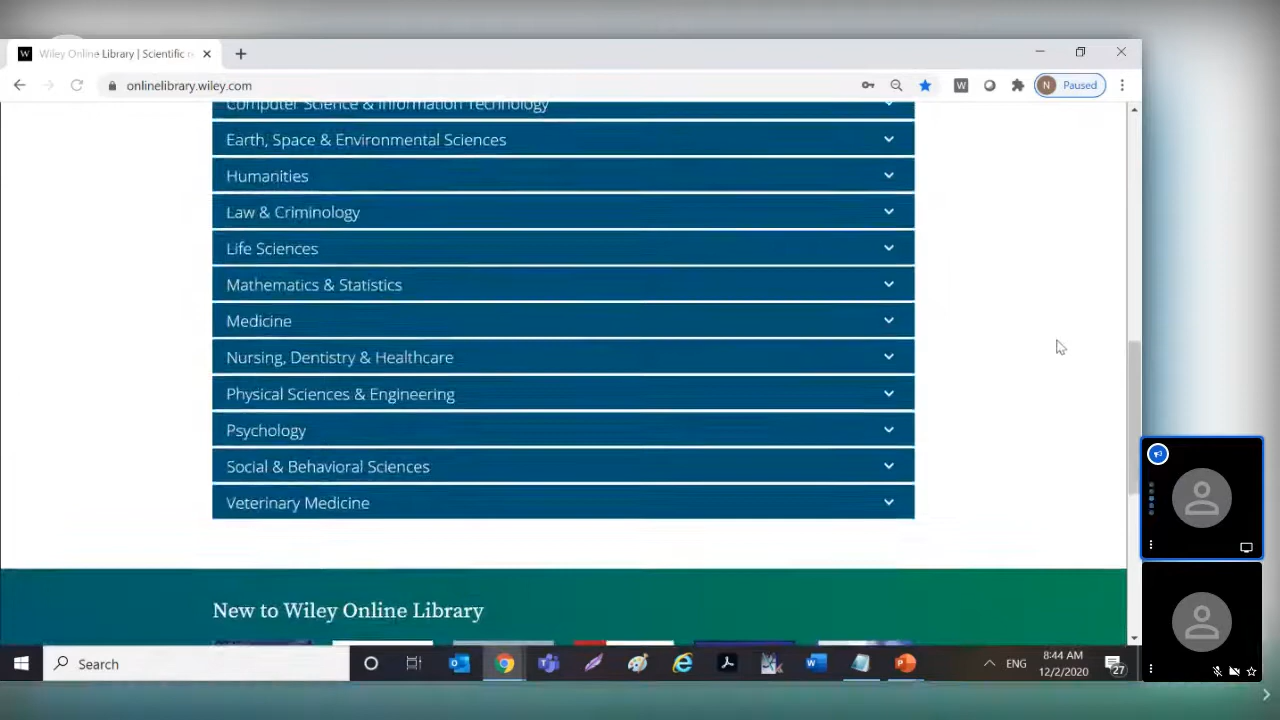 Wiley Online Library | Scientific r
onlinelibrary.wiley.com
N Paused
Computer Science & Information Technology
Earth, Space & Environmental Sciences
Humanities
Law & Criminology
Life Sciences
Mathematics & Statistics
Medicine
Nursing, Dentistry & Healthcare
Physical Sciences & Engineering
Psychology
Social & Behavioral Sciences
Veterinary Medicine
New to Wiley Online Library
Search
ENG
8:44 AM
12/2/2020
27